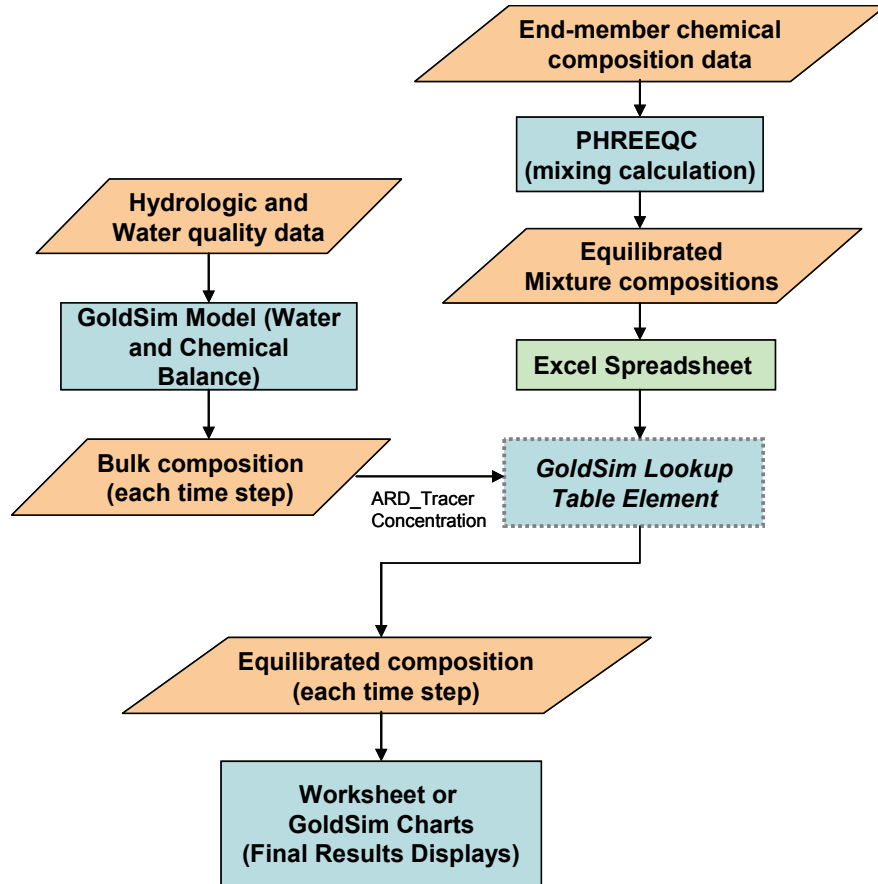 End-member chemical
composition data
PHREEQC
(mixing calculation)
Hydrologic and
Water quality data
Equilibrated
Mixture compositions
GoldSim Model (Water
and Chemical
Balance)
Excel Spreadsheet
Bulk composition
(each time step)
ARD_Tracer
Concentration
GoldSim Lookup
Table Element
Equilibrated composition
(each time step)
Worksheet or
GoldSim Charts
(Final Results Displays)